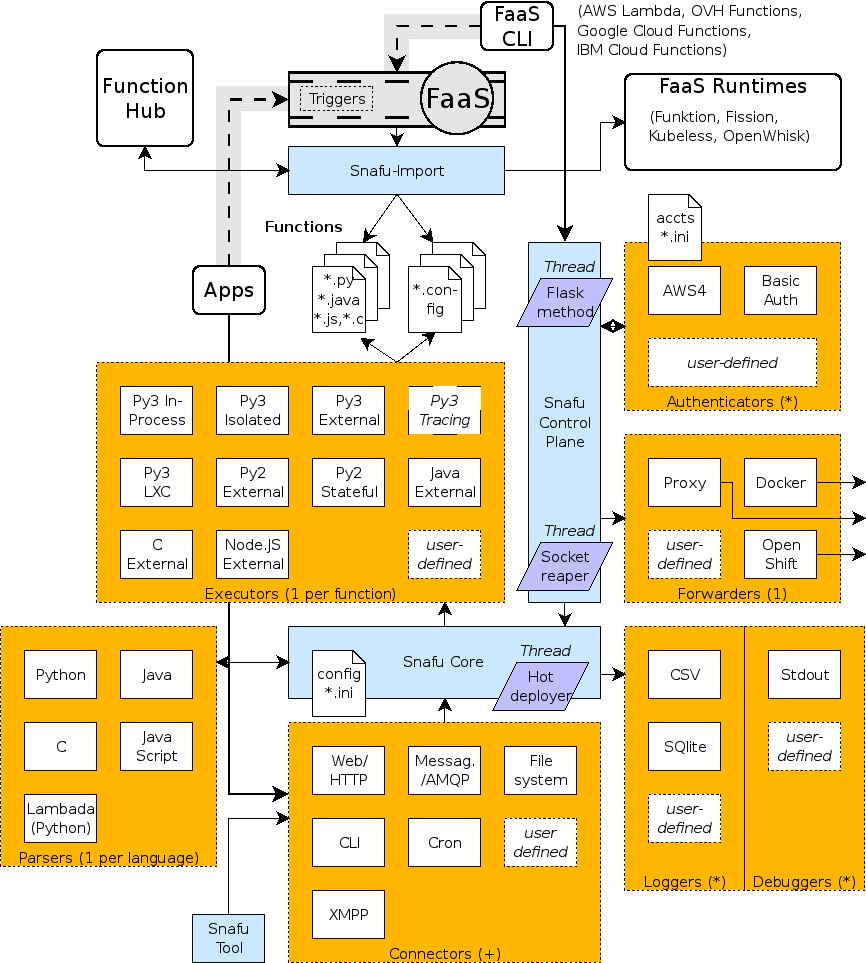 FaaS
CLI
(AWS Lambda, OVH Functions,
Google Cloud Functions,
IBM Cloud Functions)
Function
Hub
Triggers
FaaS
FaaS Runtimes
(Funktion, Fission,
Kubeless, OpenWhisk)
Snafu-Import
Functions
*.py
*.java
*.js,*.c
*.con-
fig
Apps
Thread
Flask
method
accts
*.ini
AWS4
Basic
Auth
user-defined
Authenticators (*)
Snafu
Control
Plane
Py3 In-
Process
Py3
Isolated
Py3
External
Py3
Tracing
Py3
LXC
Py2
External
Py2
Stateful
Java
External
C
External
Node.JS
External
user-
defined
Executors (1 per function)
Thread
Socket
reaper
Proxy
Docker
user-
defined
Open
Shift
Forwarders (1)
Python
Java
C
Java
Script
Lambada
(Python)
Parsers (1 per language)
config
*.ini
Snafu Core
Thread
Hot
deployer
CSV
SQlite
user-
defined
Loggers (*)
Stdout
user-
defined
Debuggers (*)
Web/
HTTP
Messag.
/AMQP
File
system
CLI
Cron
user
defined
XMPP
Connectors (+)
Snafu
Tool